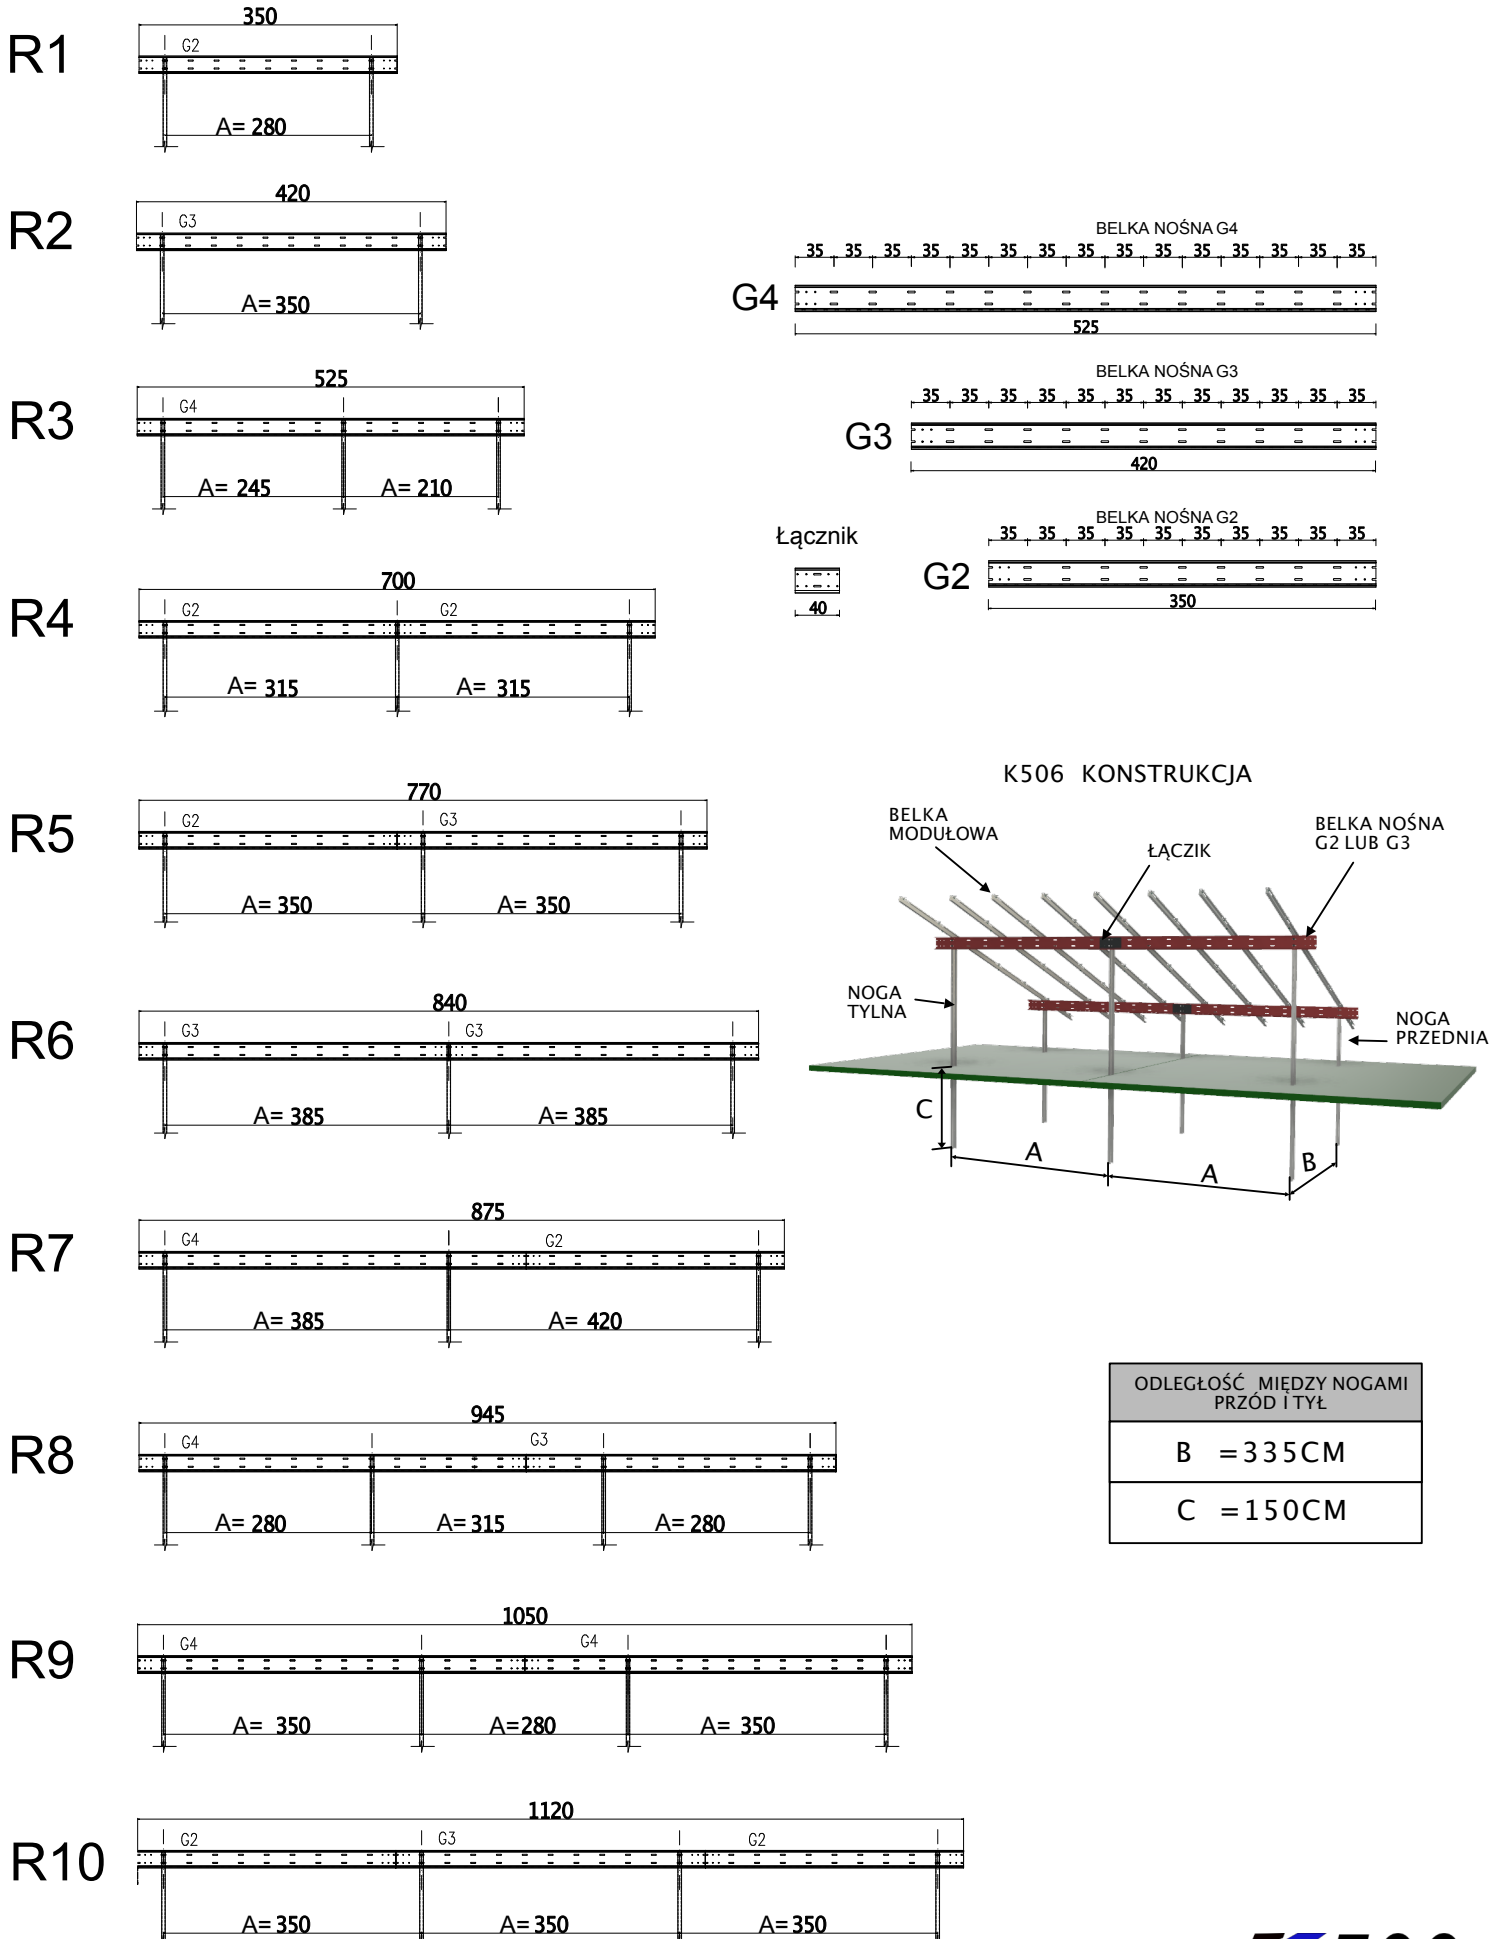 R1
350
G2
A= 280
R2
420
G3
A= 350
R3
525
G4
A= 245 A= 210
R4
700
G2 G2
A= 315 A= 315
R5
770
G2 G3
A= 350 A= 350
R6
840
G3 G3
A= 385 A= 385
R7
875
G4 G2
A= 385 A= 420
R8
945
G4 G3
A= 280 A= 315 A= 280
R9
1050
G4 G4
A= 350 A=280 A= 350
R10
1120
G2 G3 G2
A= 350 A= 350 A= 350
BELKA NOŚNA G4
35 35 35 35 35 35 35 35 35 35 35 35 35 35 35
G4
525
BELKA NOŚNA G3
35 35 35 35 35 35 35 35 35 35 35 35
G3
420
BELKA NOŚNA G2
35 35 35 35 35 35 35 35 35 35
G2
350
Łącznik
40
K506 KONSTRUKCJA
BELKA
MODUŁOWA
ŁĄCZIK
BELKA NOŚNA
G2 LUB G3
NOGA
TYLNA
NOGA
PRZEDNIA
C
A
A
B
ODLEGŁOŚĆ MIĘDZY NOGAMI
PRZÓD I TYŁ
B =335CM
C =150CM